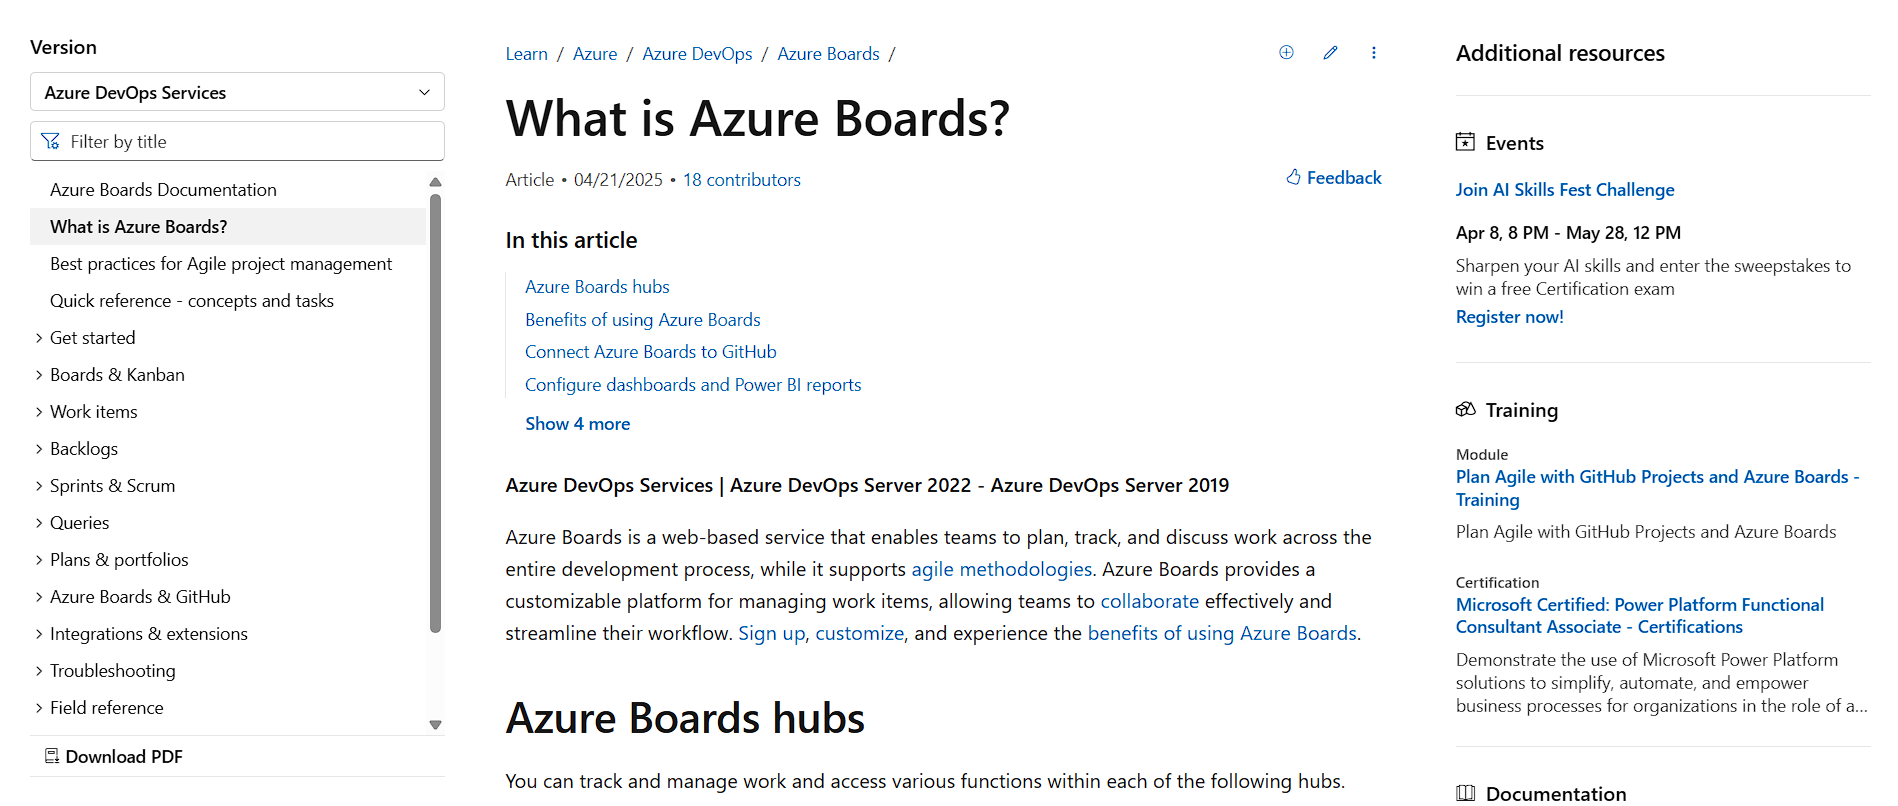 Version
Azure DevOps Services
Filter by title
Azure Boards Documentation
What is Azure Boards?
Best practices for Agile project management
Quick reference - concepts and tasks
Get started
Boards & Kanban
Work items
Backlogs
Sprints & Scrum
Queries
Plans & portfolios
Azure Boards & GitHub
Integrations & extensions
Troubleshooting
Field reference
Download PDF
Learn / Azure / Azure DevOps / Azure Boards /
What is Azure Boards?
Article • 04/21/2025 • 18 contributors
Feedback
In this article
Azure Boards hubs
Benefits of using Azure Boards
Connect Azure Boards to GitHub
Configure dashboards and Power BI reports
Show 4 more
Azure DevOps Services | Azure DevOps Server 2022 - Azure DevOps Server 2019
Azure Boards is a web-based service that enables teams to plan, track, and discuss work across the
entire development process, while it supports agile methodologies. Azure Boards provides a
customizable platform for managing work items, allowing teams to collaborate effectively and
streamline their workflow. Sign up, customize, and experience the benefits of using Azure Boards.
Azure Boards hubs
You can track and manage work and access various functions within each of the following hubs.
Additional resources
Events
Join AI Skills Fest Challenge
Apr 8, 8 PM - May 28, 12 PM
Sharpen your AI skills and enter the sweepstakes to
win a free Certification exam
Register now!
Training
Module
Plan Agile with GitHub Projects and Azure Boards -
Training
Plan Agile with GitHub Projects and Azure Boards
Certification
Microsoft Certified: Power Platform Functional
Consultant Associate - Certifications
Demonstrate the use of Microsoft Power Platform
solutions to simplify, automate, and empower
business processes for organizations in the role of a...
Documentation